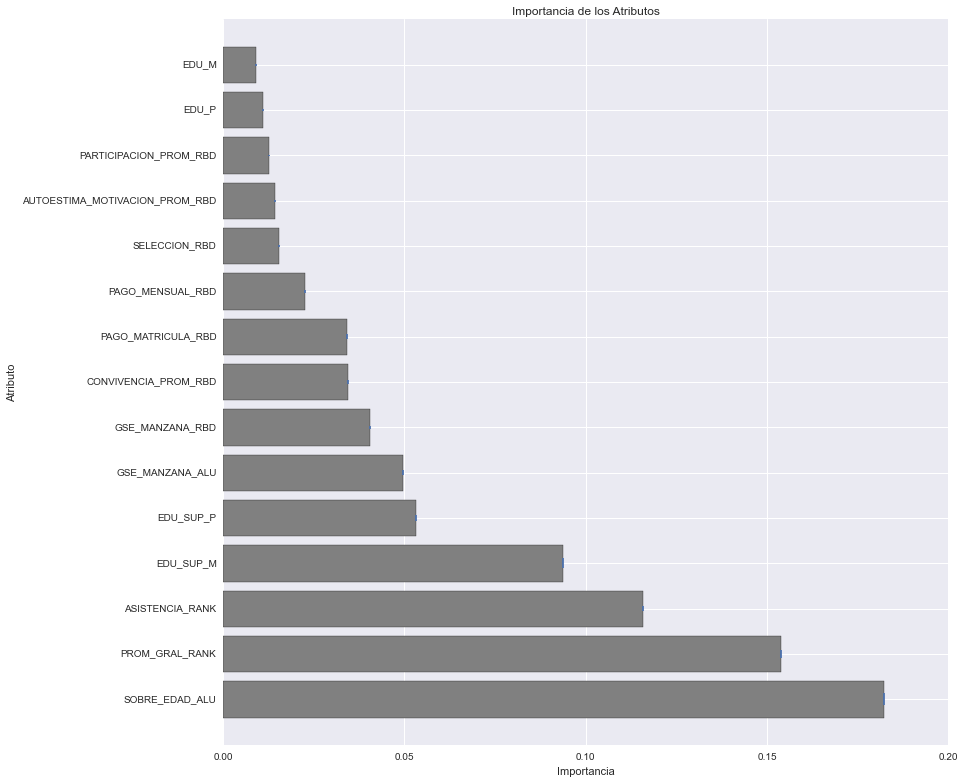 Importancia de los Atributos
EDU_M
EDU_P
PARTICIPACION_PROM_RBD
AUTOESTIMA_MOTIVACION_PROM_RBD
SELECCION_RBD
PAGO_MENSUAL_RBD
PAGO_MATRICULA_RBD
CONVIVENCIA_PROM_RBD
Atributo
GSE_MANZANA_RBD
GSE_MANZANA_ALU
EDU_SUP_P
EDU_SUP_M
ASISTENCIA_RANK
PROM_GRAL_RANK
SOBRE_EDAD_ALU
0.00 0.05 0.10 0.15 0.20
Importancia